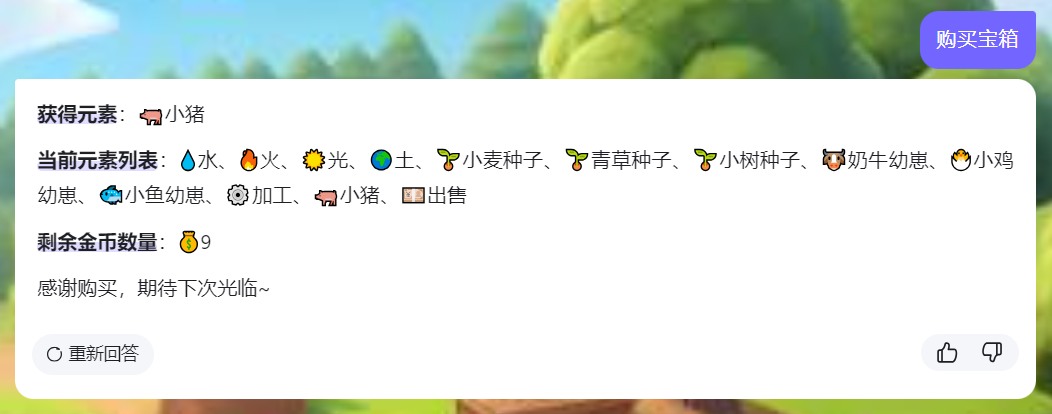 购买宝箱
获得元素：🐖小猪
当前元素列表：💧水、🔥火、🌞光、🌍土、🌱小麦种子、🌱青草种子、🌱小树种子、🐮奶牛幼崽、🐣小鸡
幼崽、🐟小鱼幼崽、⚙️加工、🐖小猪、💴出售
剩余金币数量：💰9
感谢购买，期待下次光临~
重新回答